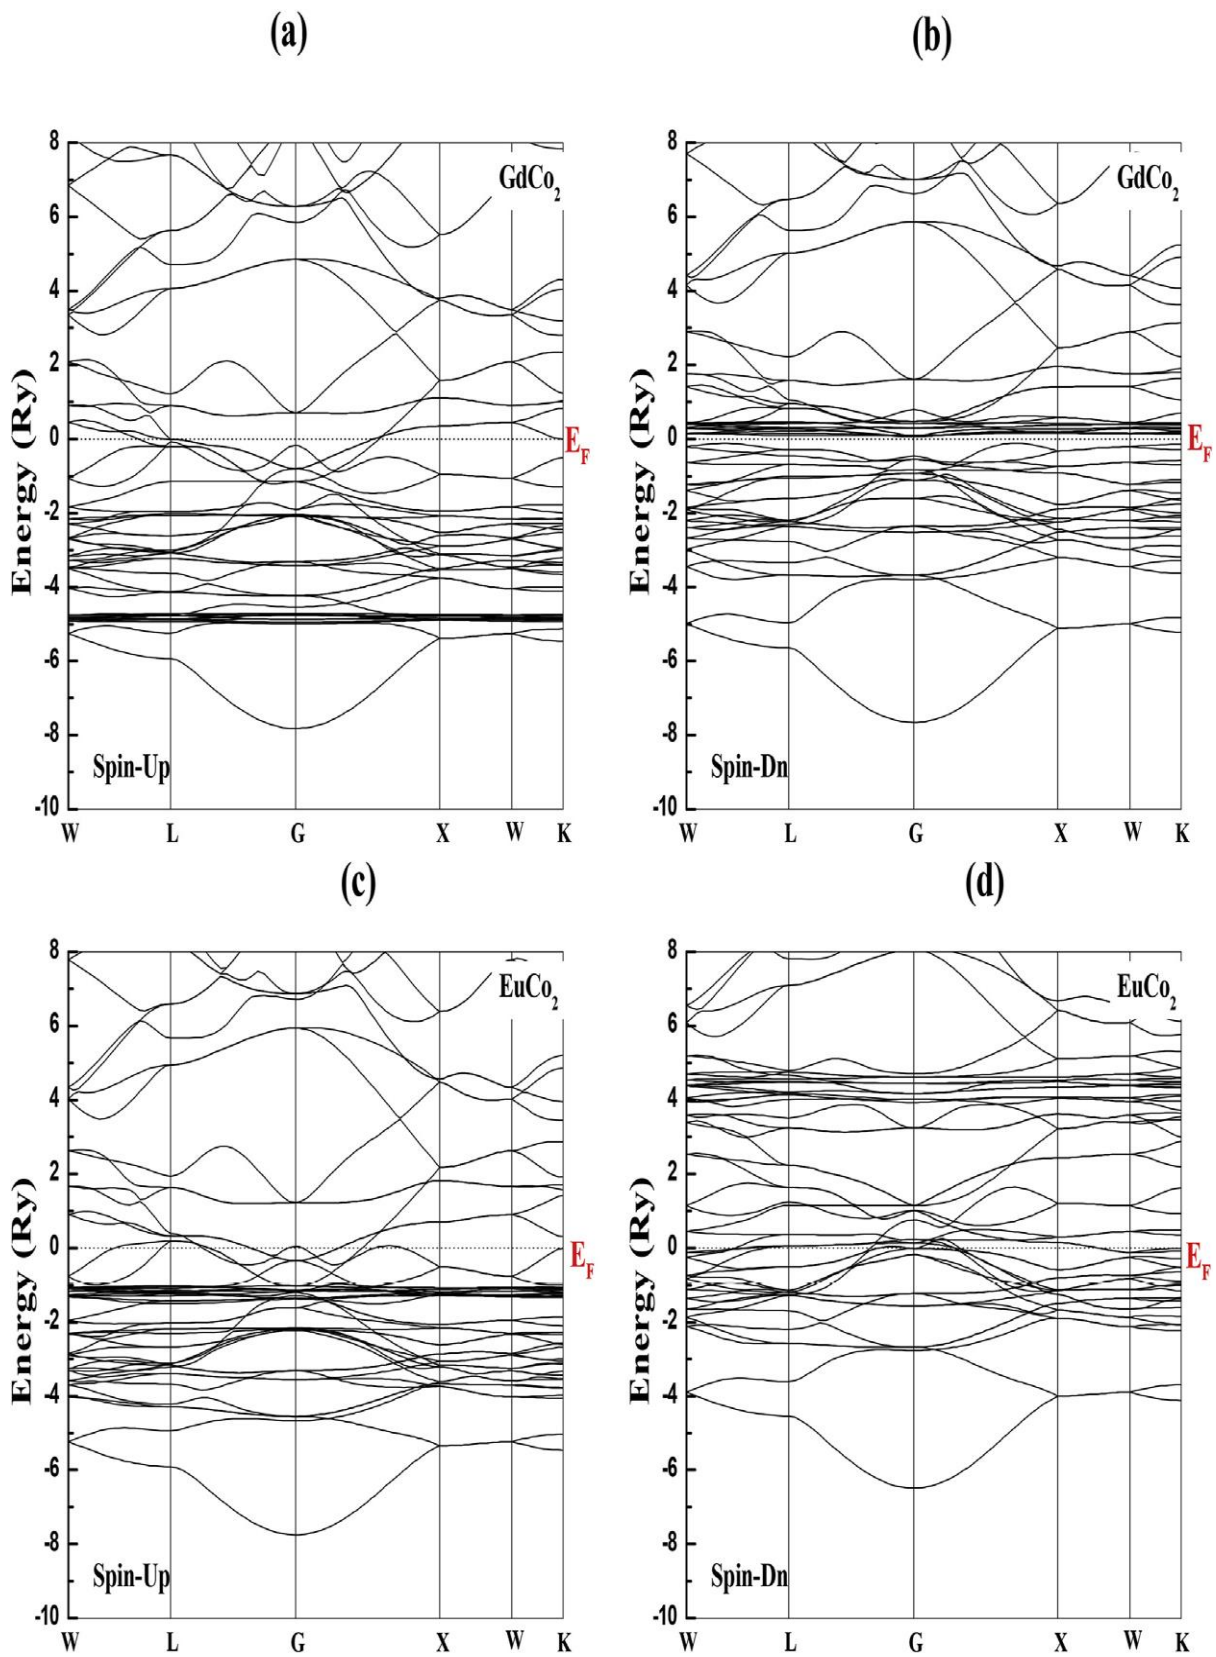 (a)
(b)
8
6
4
2
0
-2
-4
-6
-8
-10
Energy (Ry)
GdCo2
EF
Spin-Up
W L G X W K
8
6
4
2
0
-2
-4
-6
-8
-10
Energy (Ry)
GdCo2
EF
Spin-Dn
W L G X W K
(c)
(d)
8
6
4
2
0
-2
-4
-6
-8
-10
Energy (Ry)
EuCo2
EF
Spin-Up
W L G X W K
8
6
4
2
0
-2
-4
-6
-8
-10
Energy (Ry)
EuCo2
EF
Spin-Dn
W L G X W K